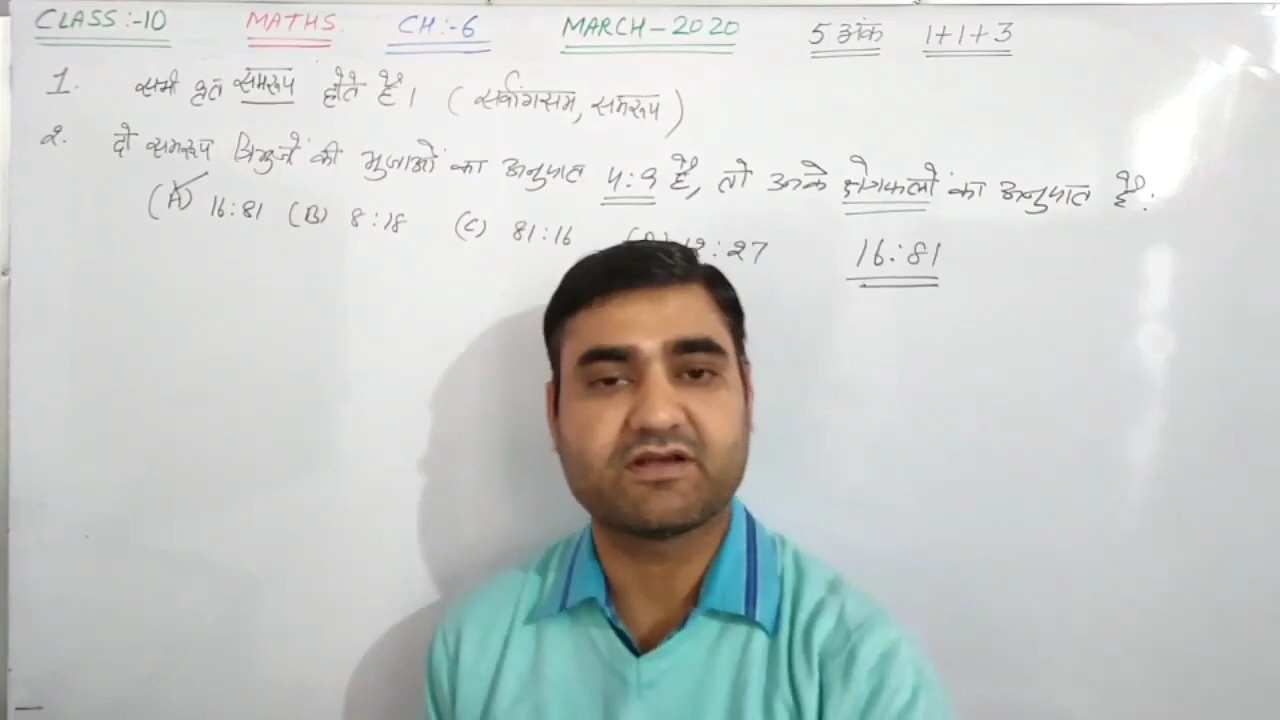 CLASS:-10 MATHS. CH:-6 MARCH-2020 5 अंक 1+1+3
1. सभी वृत समरूप होते हैं। (सर्वांगसम, समरूप)
2. दो समरूप त्रिभुजों की भुजाओं का अनुपात 4:9 है, तो उनके क्षेत्रफलों का अनुपात है:
(A) 16:81 (B) 8:18 (C) 81:16 :27 16:81